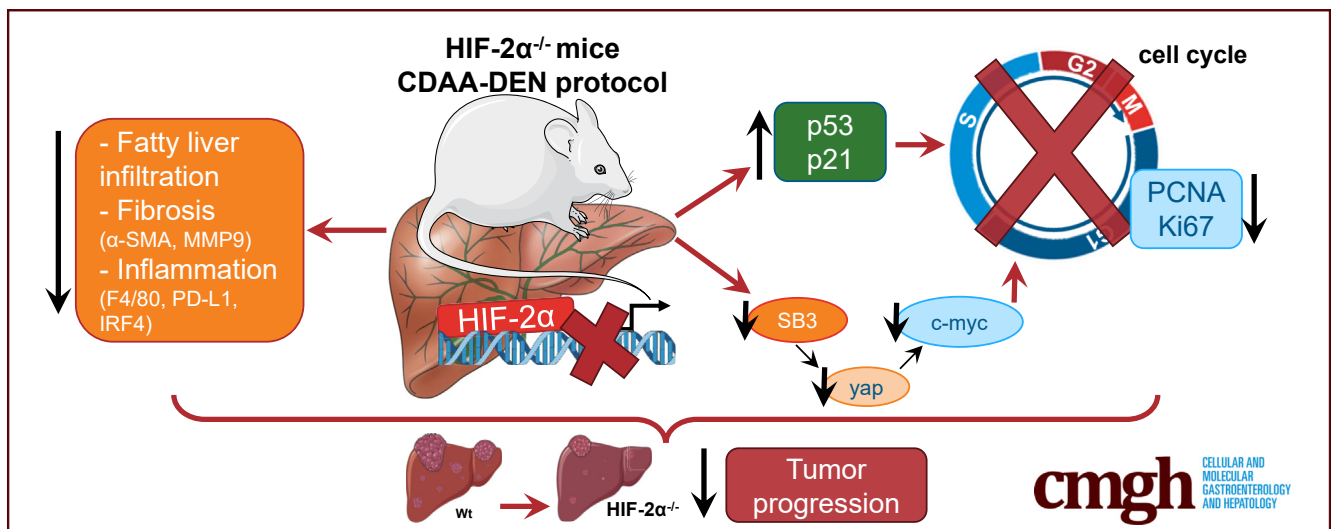 HIF-2α-/- mice
CDAA-DEN protocol
- Fatty liver
infiltration
- Fibrosis
(α-SMA, MMP9)
- Inflammation
(F4/80, PD-L1,
IRF4)
HIF-2α
p53
p21
cell cycle
G2
M
S
G1
PCNA
Ki67
SB3
yap
c-myc
Wt
HIF-2α-/-
Tumor
progression
cmgh
CELLULAR AND
MOLECULAR
GASTROENTEROLOGY
AND HEPATOLOGY